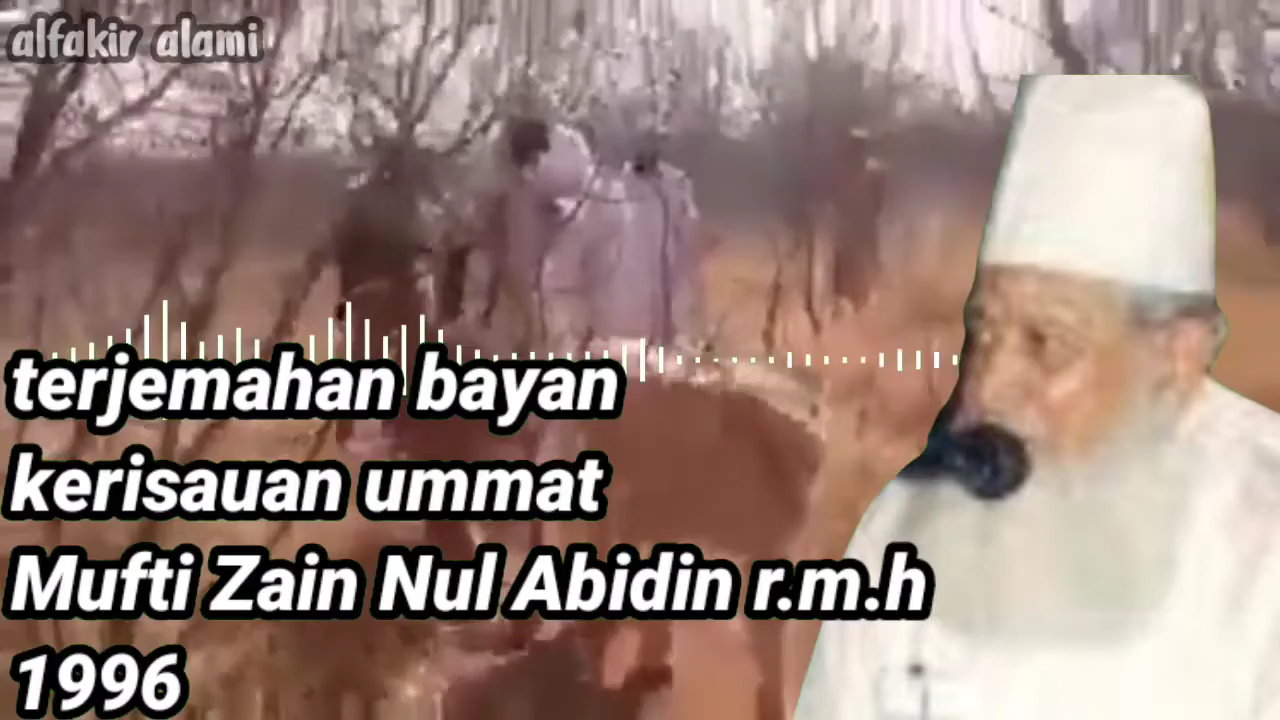 alfakir alami
terjemahan bayan
kerisauan ummat
Mufti Zain Nul Abidin r.m.h
1996